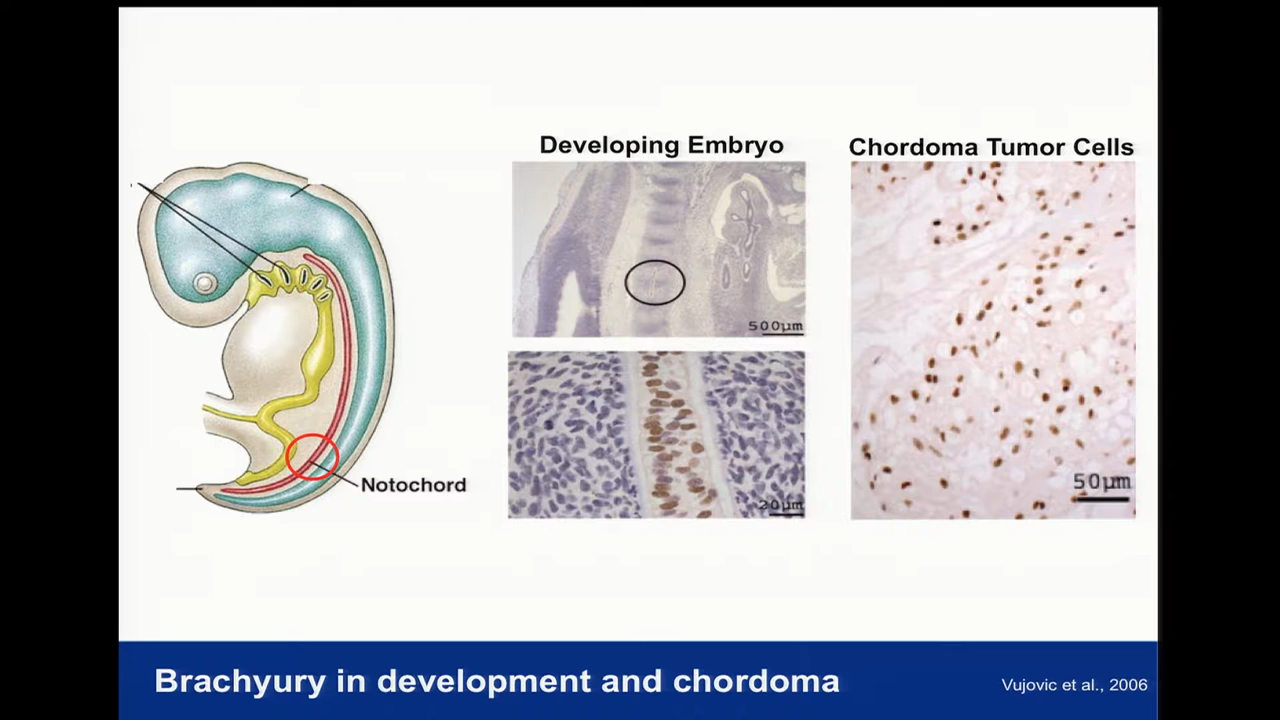 Developing Embryo
Chordoma Tumor Cells
500µm
20µm
50µm
Notochord
Brachyury in development and chordoma
Vujovic et al., 2006